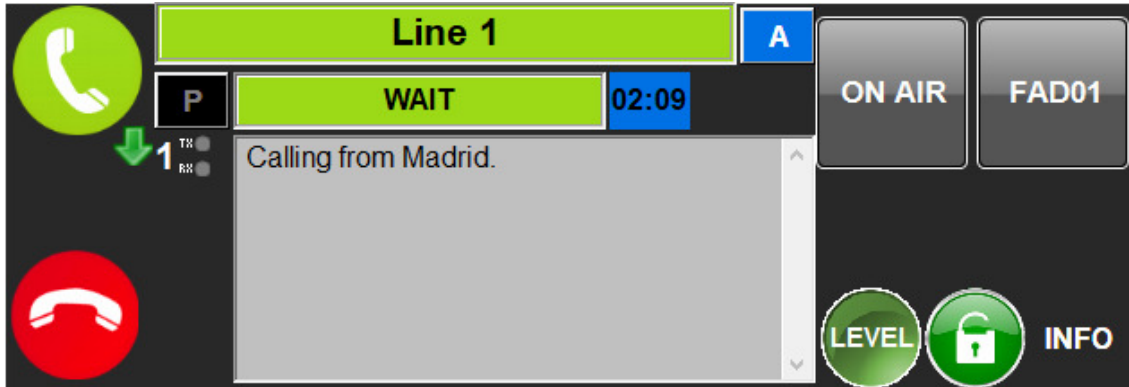 Line 1
A
P
WAIT
02:09
ON AIR
FAD01
1
TX
RX
Calling from Madrid.
LEVEL
INFO